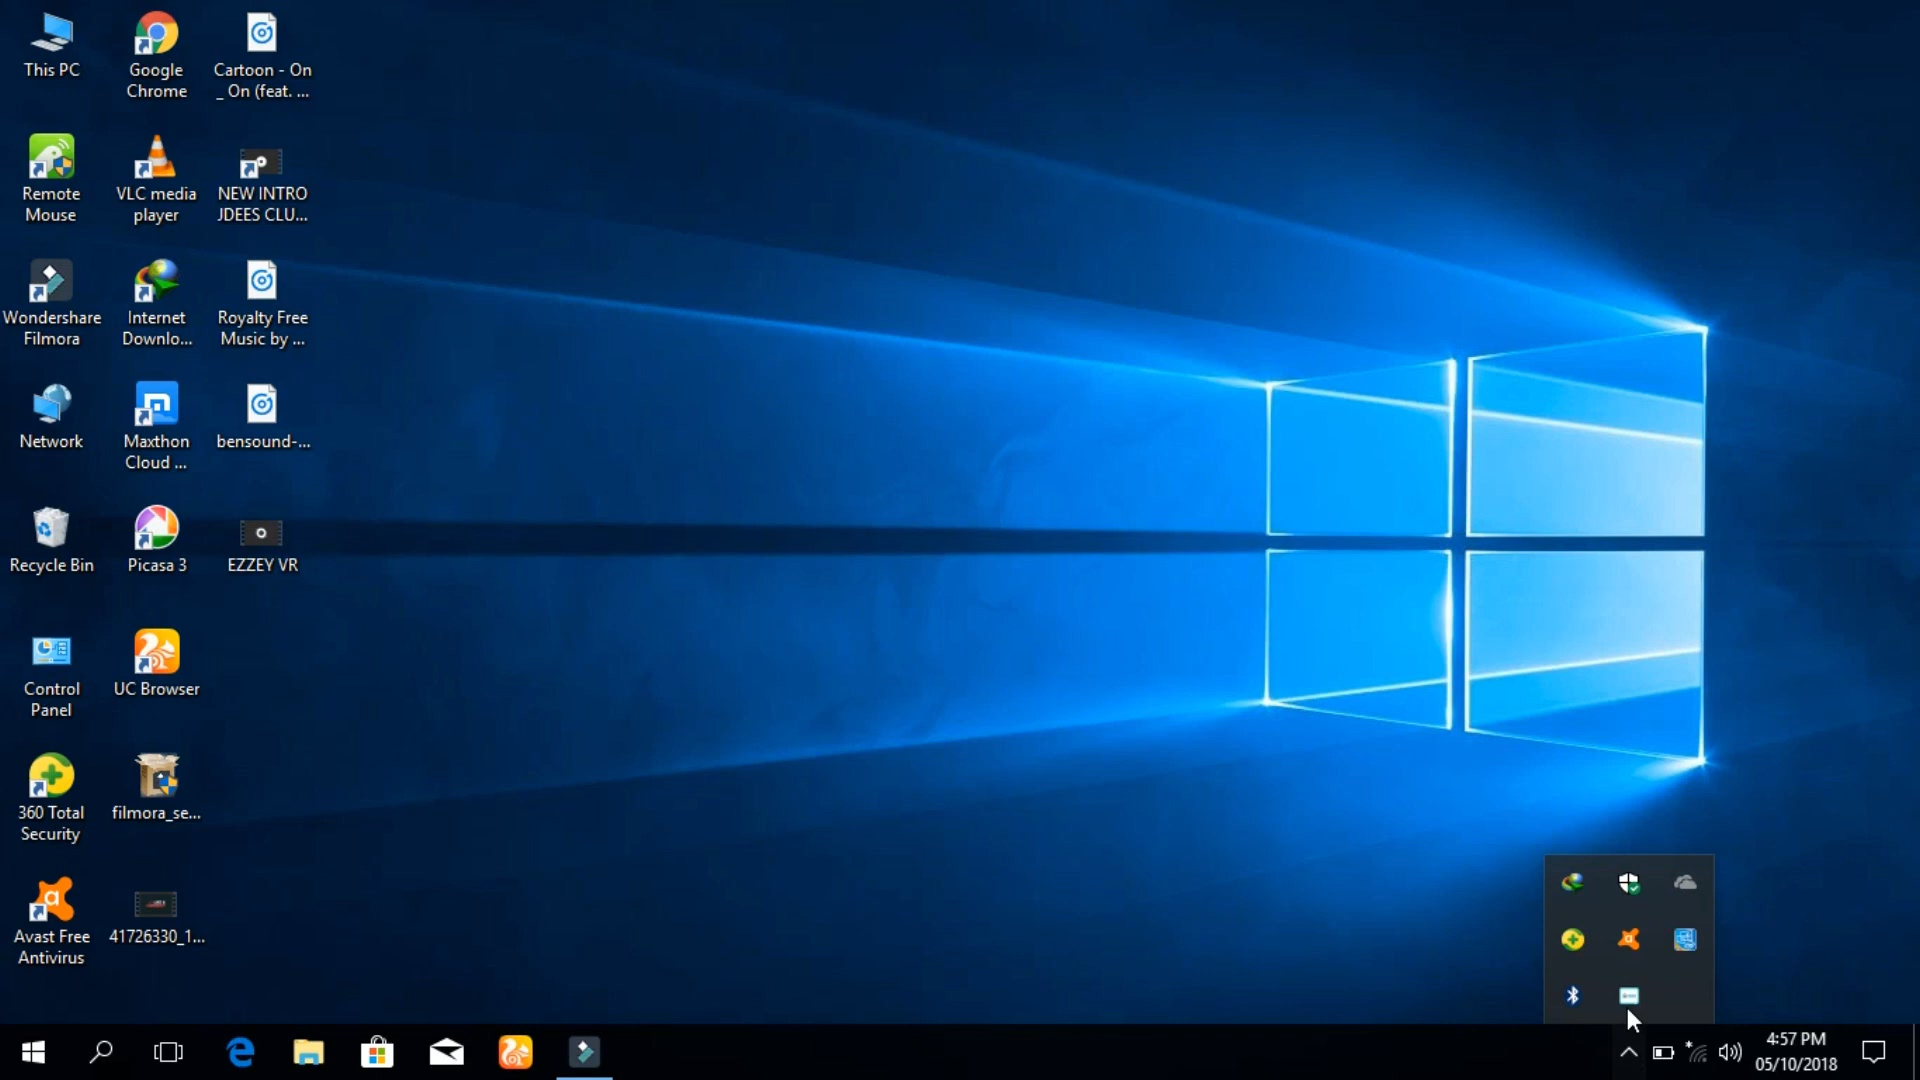 This PC
Google
Chrome
Cartoon - On
_ On (feat. ...
Remote
Mouse
VLC media
player
NEW INTRO
JDEES CLU...
Wondershare
Filmora
Internet
Downlo...
Royalty Free
Music by ...
Network
Maxthon
Cloud ...
bensound-...
Recycle Bin
Picasa 3
EZZEY VR
Control
Panel
UC Browser
360 Total
Security
filmora_se...
Avast Free
Antivirus
41726330_1...
4:57 PM
05/10/2018